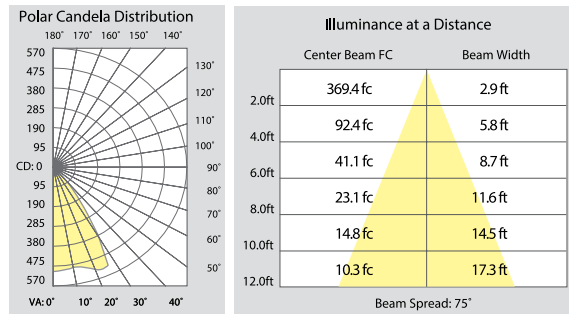 Polar Candela Distribution
180˚ 170˚ 160˚ 150˚ 140˚
570
475
380
285
190
95
CD: 0
95
190
285
380
475
570
130˚
120˚
110˚
100˚
90˚
80˚
70˚
60˚
50˚
VA: 0 10˚ 20˚ 30˚ 40˚
Illuminance at a Distance
Center Beam FC Beam Width
2.0ft 369.4 fc 2.9 ft
4.0ft 92.4 fc 5.8 ft
6.0ft 41.1 fc 8.7 ft
8.0ft 23.1 fc 11.6 ft
10.0ft 14.8 fc 14.5 ft
12.0ft 10.3 fc 17.3 ft
Beam Spread: 75˚